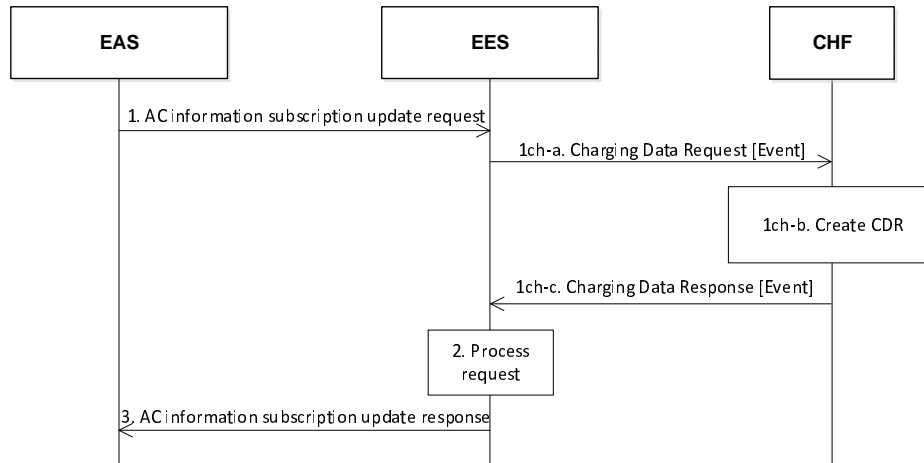 EAS
EES
CHF
1. AC information subscription update request
1ch-a. Charging Data Request [Event]
1ch-b. Create CDR
1ch-c. Charging Data Response [Event]
2. Process
request
3. AC information subscription update response